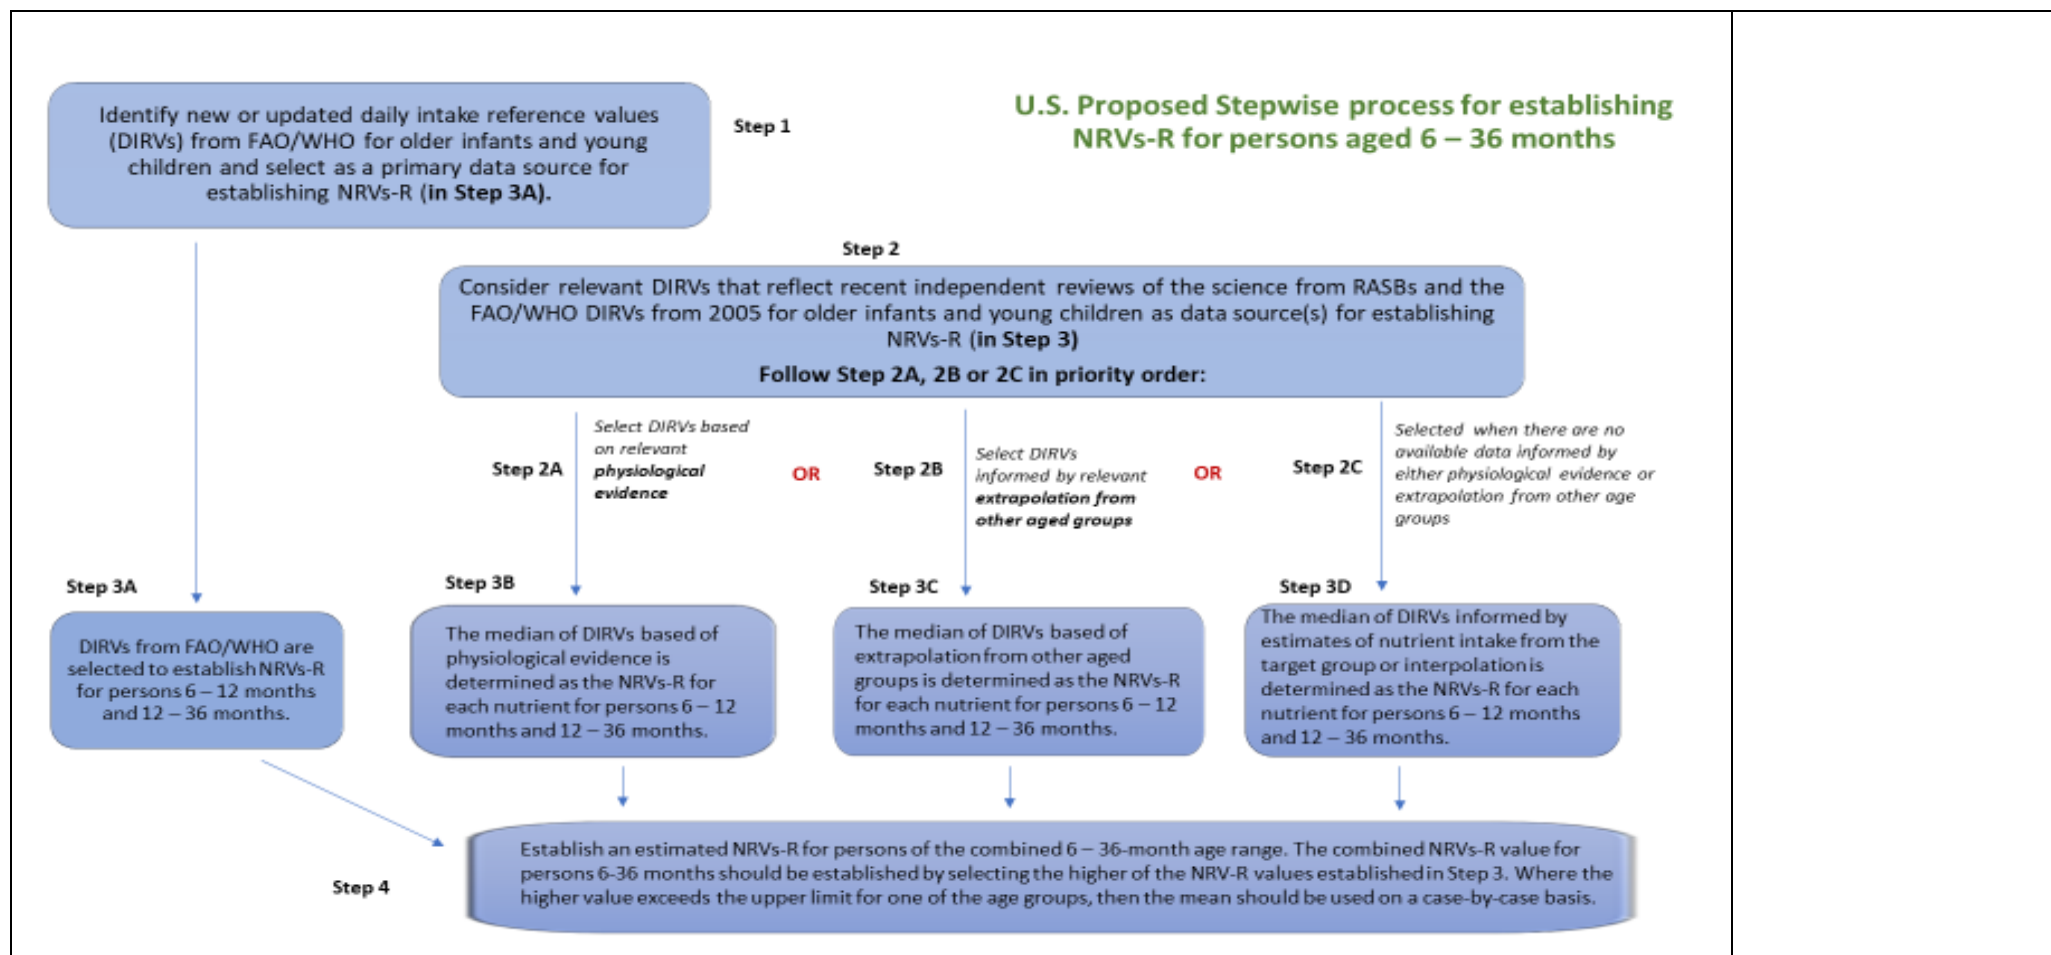 U.S. Proposed Stepwise process for establishing
NRVs-R for persons aged 6 – 36 months
Identify new or updated daily intake reference values
(DIRVs) from FAO/WHO for older infants and young
children and select as a primary data source for
establishing NRVs-R (in Step 3A).
Step 1
Step 2
Consider relevant DIRVs that reflect recent independent reviews of the science from RASBs and the
FAO/WHO DIRVs from 2005 for older infants and young children as data source(s) for establishing
NRVs-R (in Step 3)
Follow Step 2A, 2B or 2C in priority order:
Step 2A
Select DIRVs based
on relevant
physiological
evidence
OR
Step 2B
Select DIRVs
informed by relevant
extrapolation from
other aged groups
OR
Step 2C
Selected when there are no
available data informed by
either physiological evidence or
extrapolation from other age
groups
Step 3A
DIRVs from FAO/WHO are
selected to establish NRVs-R
for persons 6 – 12 months
and 12 – 36 months.
Step 3B
The median of DIRVs based of
physiological evidence is
determined as the NRVs-R for
each nutrient for persons 6 – 12
months and 12 – 36 months.
Step 3C
The median of DIRVs based of
extrapolation from other aged
groups is determined as the NRVs-R
for each nutrient for persons 6 – 12
months and 12 – 36 months.
Step 3D
The median of DIRVs informed by
estimates of nutrient intake from the
target group or interpolation is
determined as the NRVs-R for each
nutrient for persons 6 – 12 months
and 12 – 36 months.
Step 4
Establish an estimated NRVs-R for persons of the combined 6 – 36-month age range. The combined NRVs-R value for
persons 6-36 months should be established by selecting the higher of the NRV-R values established in Step 3. Where the
higher value exceeds the upper limit for one of the age groups, then the mean should be used on a case-by-case basis.